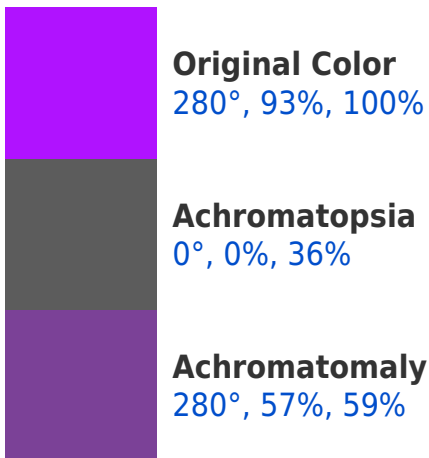 Original Color
280°, 93%, 100%
Achromatopsia
0°, 0%, 36%
Achromatomaly
280°, 57%, 59%